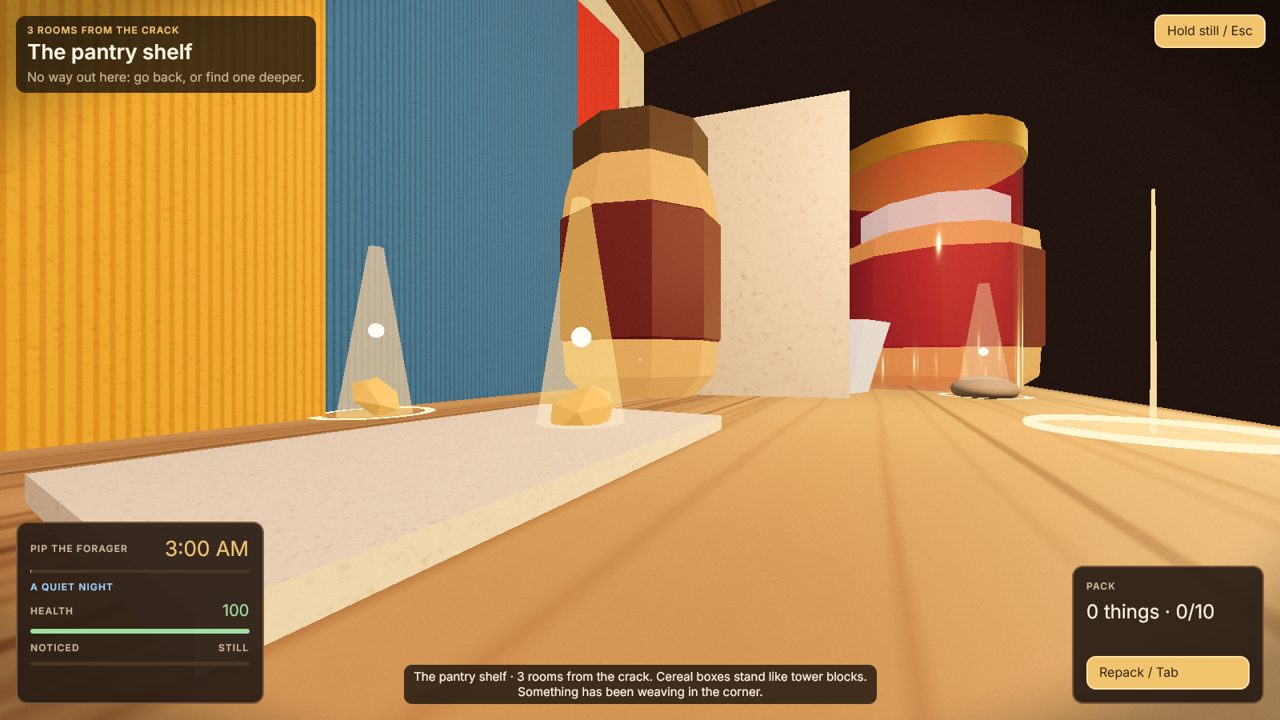 3 ROOMS FROM THE CRACK
The pantry shelf
No way out here: go back, or find one deeper.
Hold still / Esc
PIP THE FORAGER 3:00 AM
A QUIET NIGHT
HEALTH 100
NOTICED STILL
The pantry shelf · 3 rooms from the crack. Cereal boxes stand like tower blocks.
Something has been weaving in the corner.
PACK
0 things · 0/10
Repack / Tab